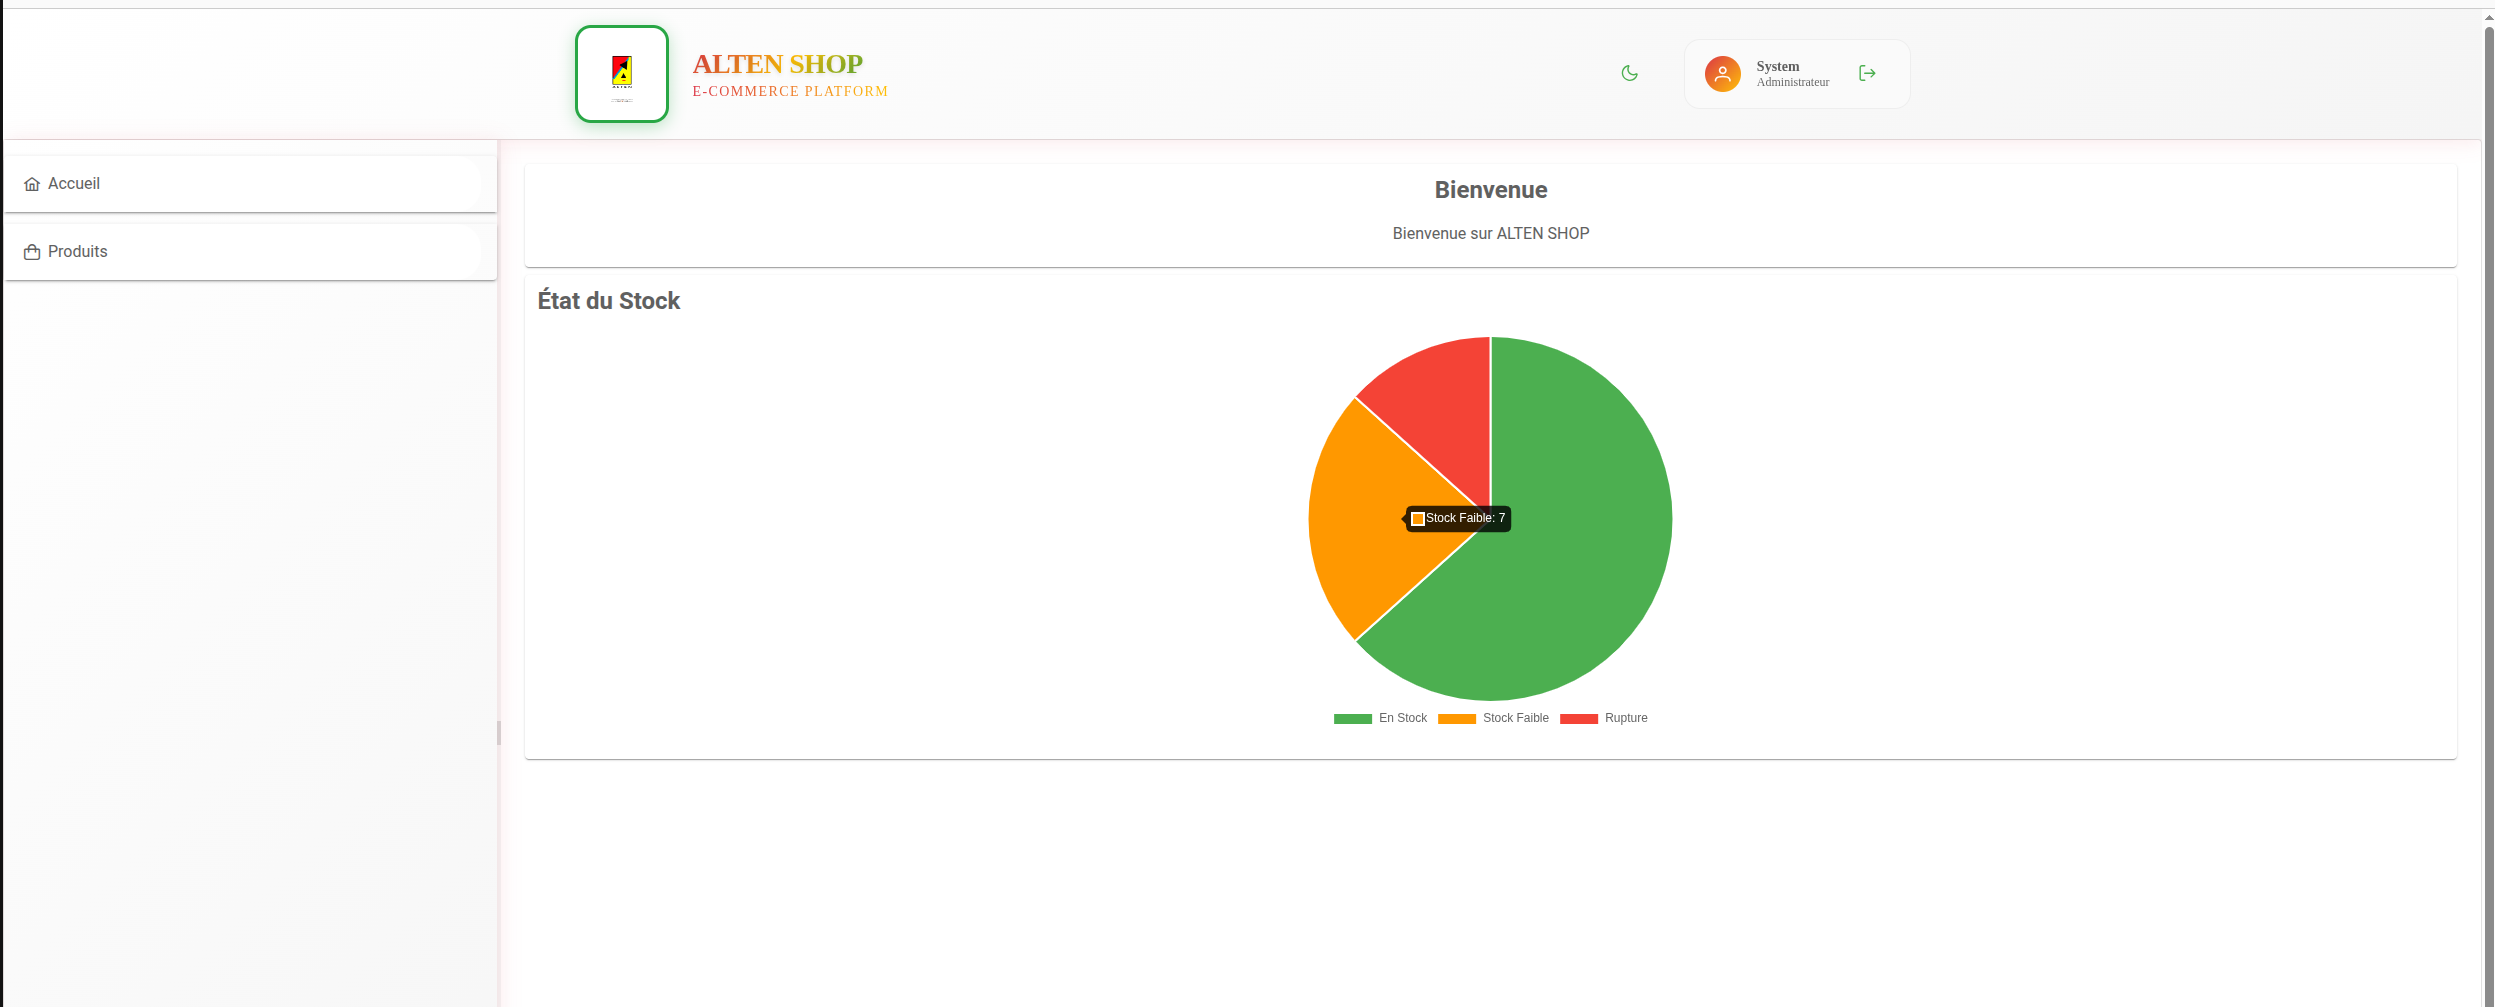 ALTEN
ALTEN SHOP
E-COMMERCE PLATFORM
System
Administrateur
Accueil
Produits
Bienvenue
Bienvenue sur ALTEN SHOP
État du Stock
Stock Faible: 7
En Stock Stock Faible Rupture